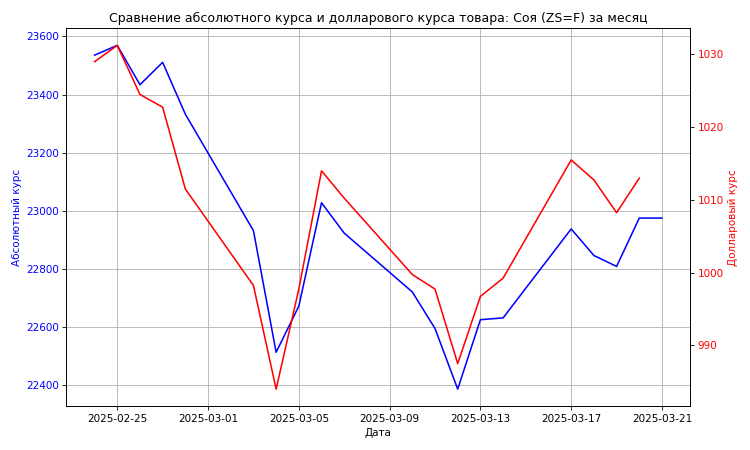 Сравнение абсолютного курса и долларового курса товара: Соя (ZS=F) за месяц
23600
23400
23200
23000
22800
22600
22400
Абсолютный курс
1030
1020
1010
1000
990
Долларовый курс
2025-02-25 2025-03-01 2025-03-05 2025-03-09 2025-03-13 2025-03-17 2025-03-21
Дата